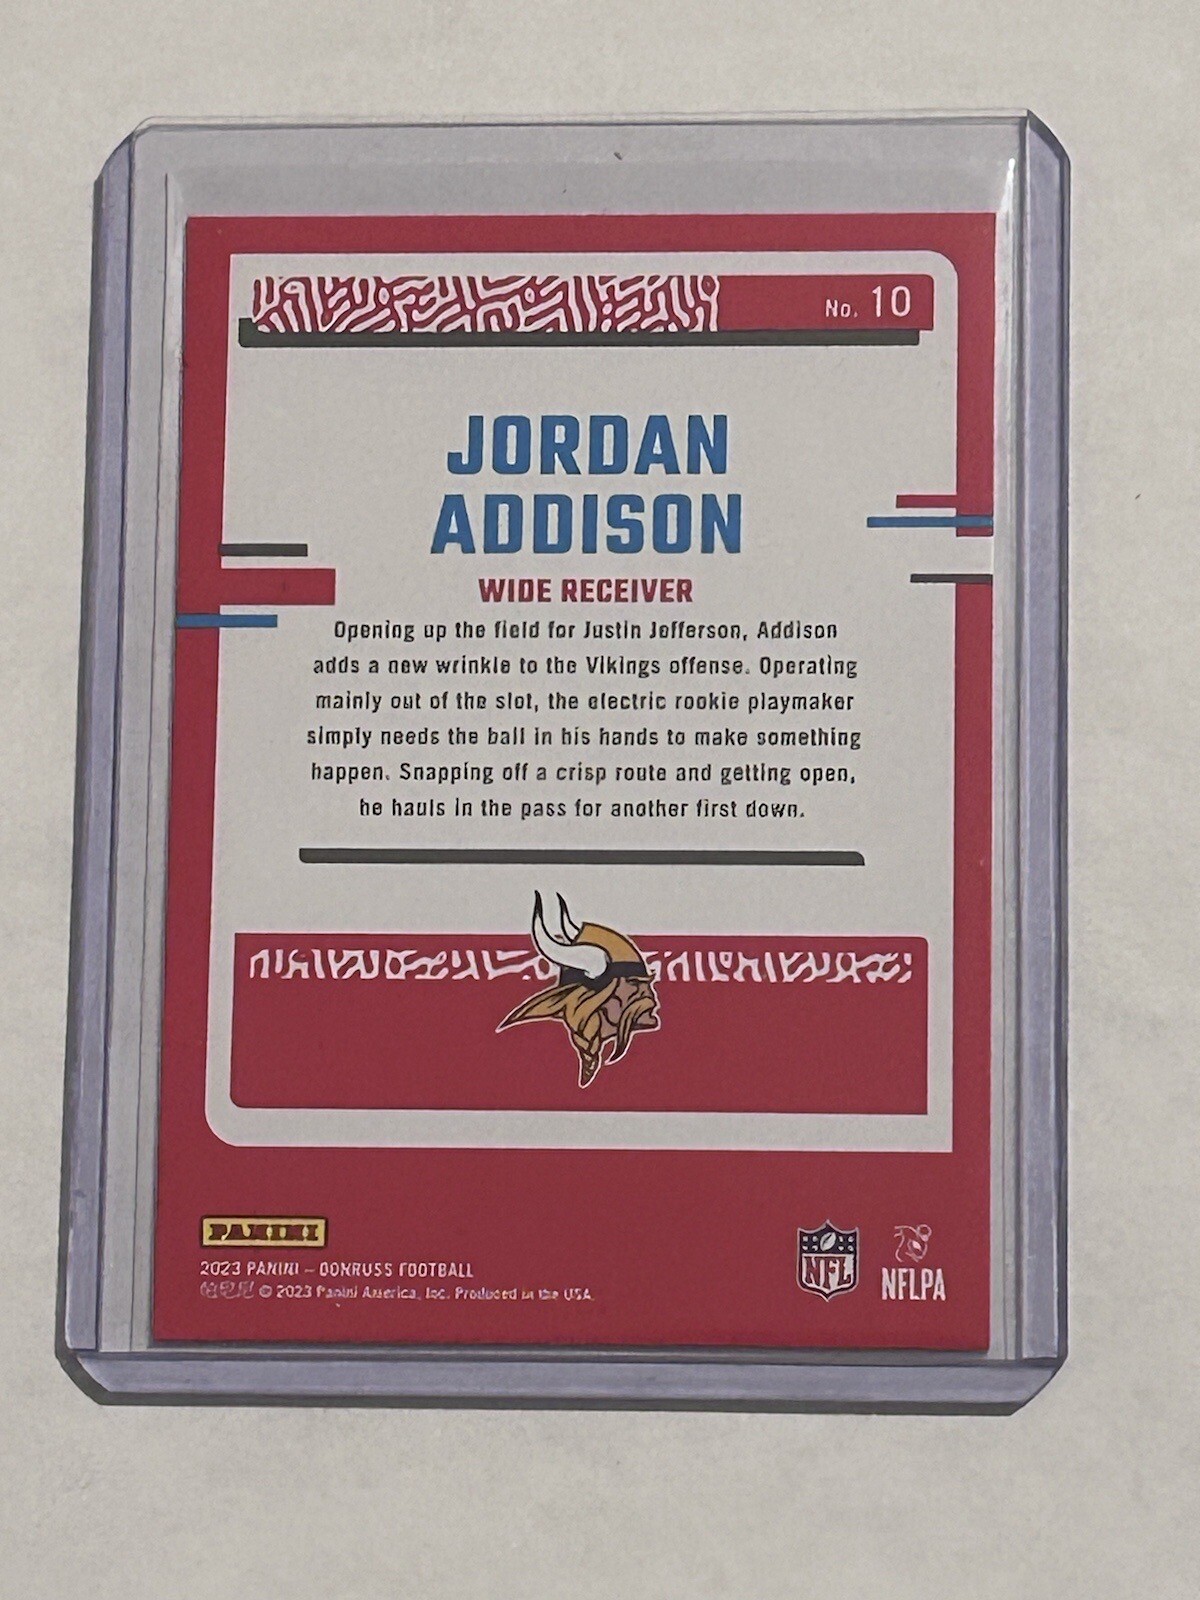 No. 10
JORDAN
ADDISON
WIDE RECEIVER
Opening up the field for Justin Jefferson, Addison
adds a new wrinkle to the Vikings offense. Operating
mainly out of the slot, the electric rookie playmaker
simply needs the ball in his hands to make something
happen. Snapping off a crisp route and getting open,
he hauls in the pass for another first down.
PANINI
2023 PANINI – DONRUSS FOOTBALL
© 2023 Panini America, Inc. Produced in the USA.
NFL
NFLPA